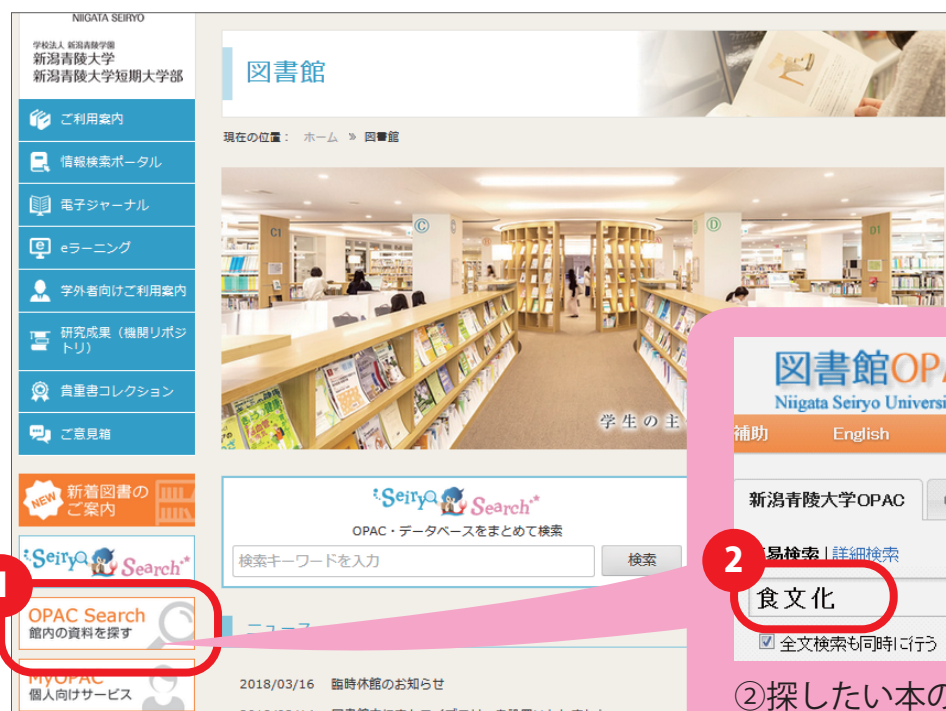 NIIGATA SEIRYO
学校法人 新潟青陵学園
新潟青陵大学
新潟青陵大学短期大学部
ご利用案内
情報検索ポータル
電子ジャーナル
eラーニング
学外者向けご利用案内
研究成果（機関リポジ
トリ）
貴重書コレクション
ご意見箱
NEW
新着図書の
ご案内
Seiryo Search
1
OPAC Search
館内の資料を探す
MyOPAC
個人向けサービス
図書館
現在の位置： ホーム » 図書館
C1
C
D
D1
学生の主
Seiryo Search
OPAC・データベースをまとめて検索
検索キーワードを入力
検索
ニュース
2018/03/16 臨時休館のお知らせ
図書館OPA
Niigata Seiryo Universi
補助 English
新潟青陵大学OPAC
2
易検索 | 詳細検索
食文化
全文検索も同時に行う
②探したい本の